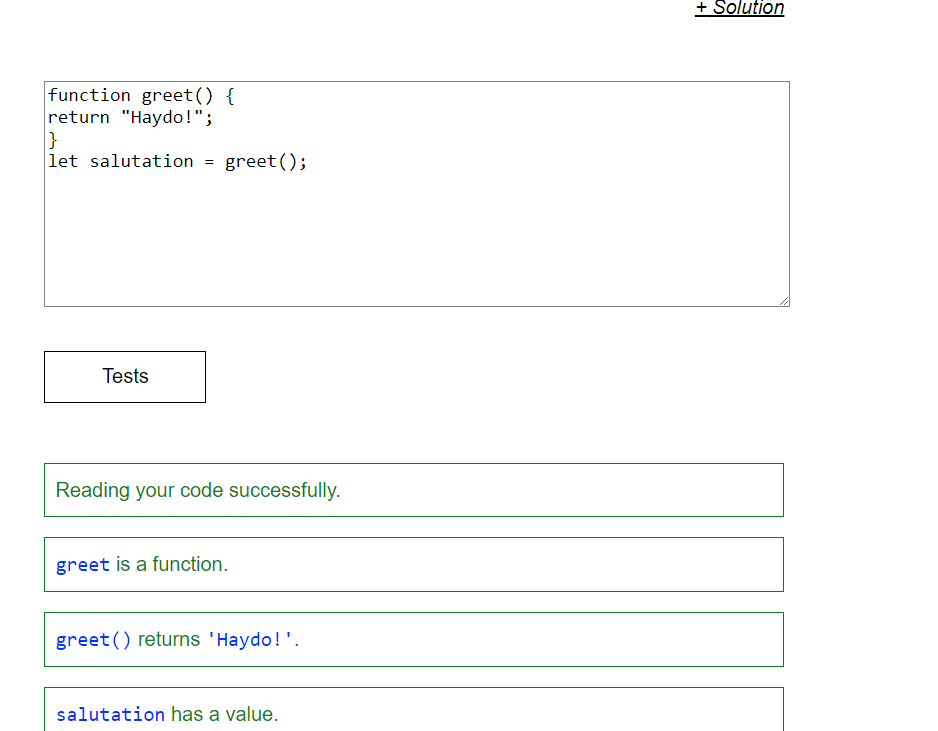 + Solution
function greet() {
return "Haydo!";
}
let salutation = greet();
Tests
Reading your code successfully.
greet is a function.
greet() returns 'Haydo!'.
salutation has a value.